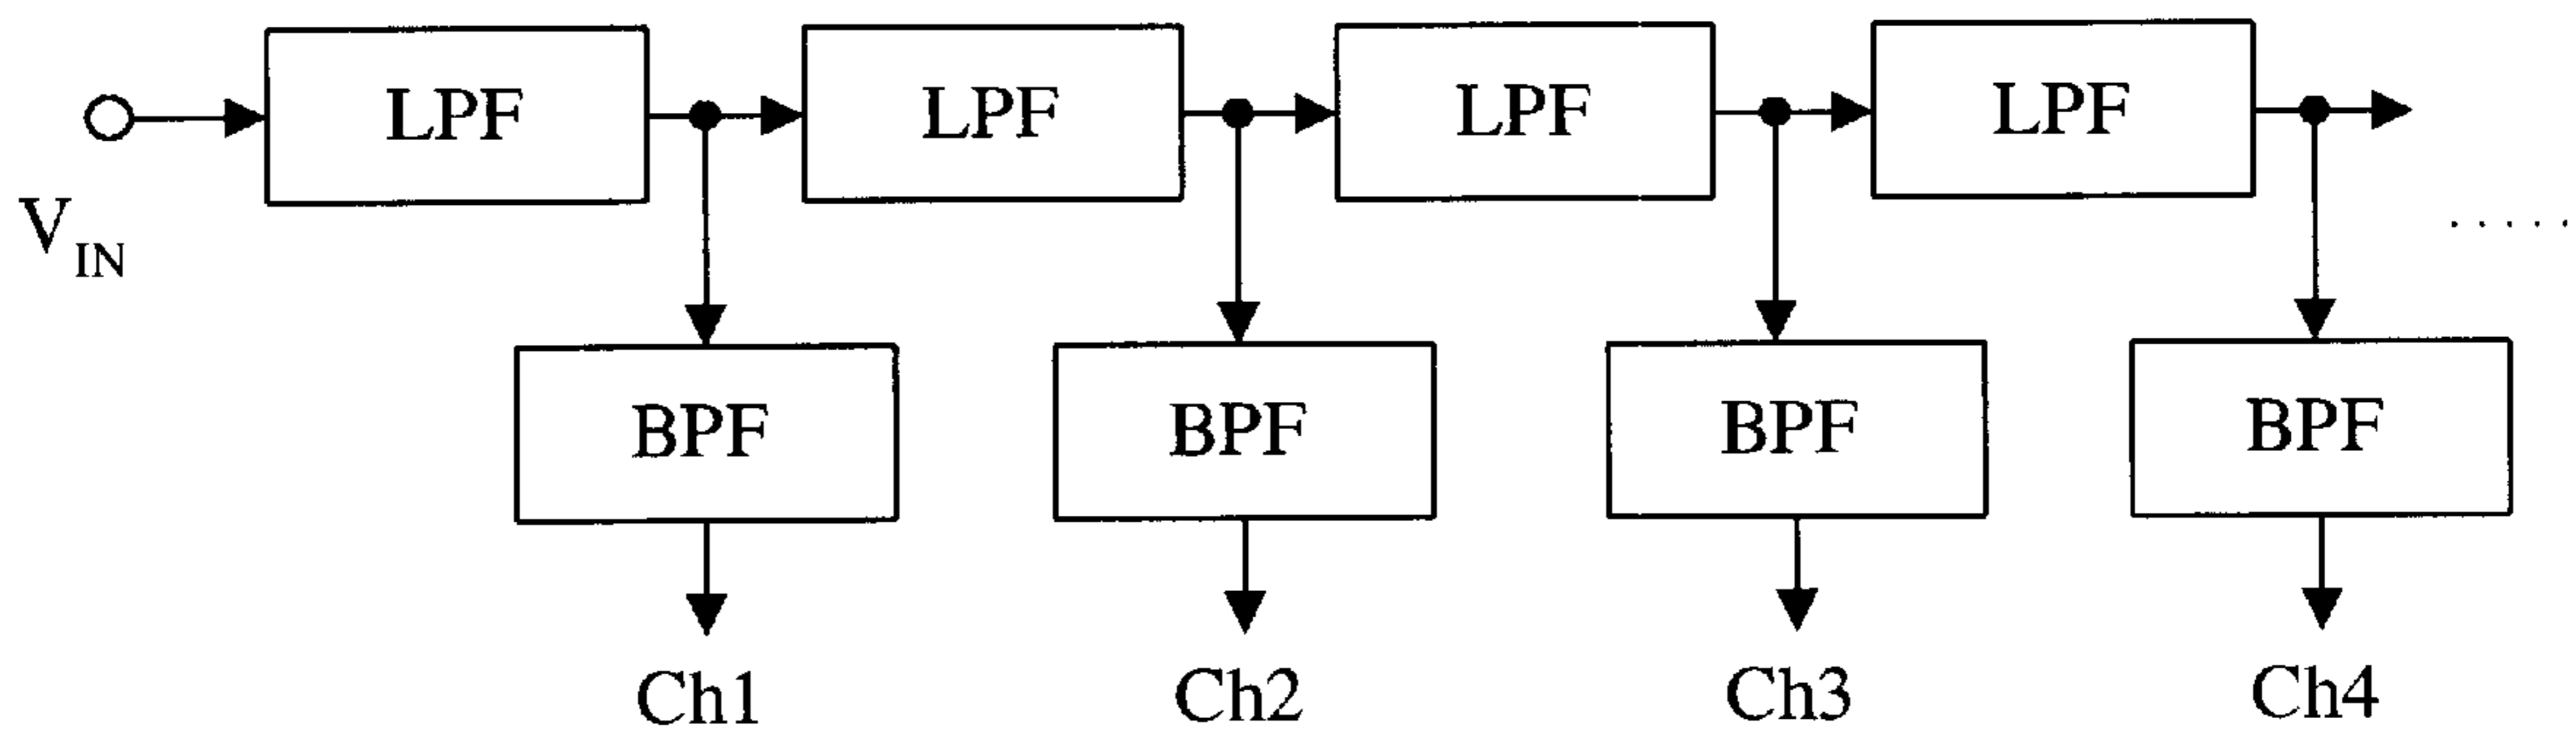 LPF LPF LPF LPF
V_IN
.....
BPF BPF BPF BPF
Ch1 Ch2 Ch3 Ch4